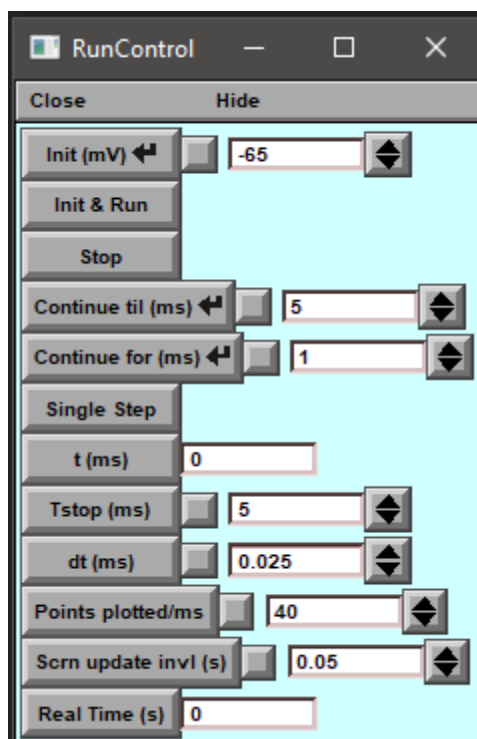 RunControl
Close Hide
Init (mV) -65
Init & Run
Stop
Continue til (ms) 5
Continue for (ms) 1
Single Step
t (ms) 0
Tstop (ms) 5
dt (ms) 0.025
Points plotted/ms 40
Scrn update invl (s) 0.05
Real Time (s) 0